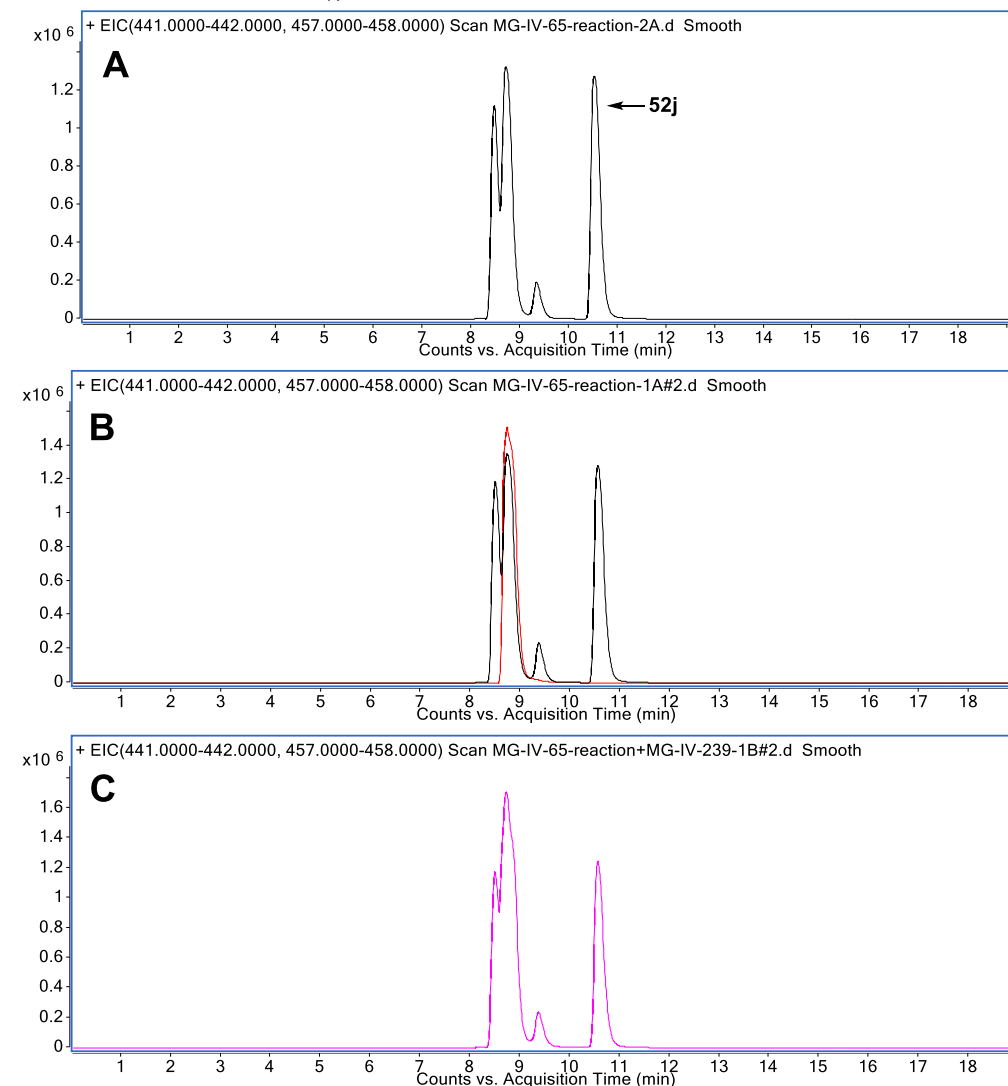 + EIC(441.0000-442.0000, 457.0000-458.0000) Scan MG-IV-65-reaction-2A.d Smooth
x10 6
A
52j
1.2
1
0.8
0.6
0.4
0.2
0
1 2 3 4 5 6 7 8 9 10 11 12 13 14 15 16 17 18
Counts vs. Acquisition Time (min)
+ EIC(441.0000-442.0000, 457.0000-458.0000) Scan MG-IV-65-reaction-1A#2.d Smooth
x10 6
B
1.4
1.2
1
0.8
0.6
0.4
0.2
0
1 2 3 4 5 6 7 8 9 10 11 12 13 14 15 16 17 18
Counts vs. Acquisition Time (min)
+ EIC(441.0000-442.0000, 457.0000-458.0000) Scan MG-IV-65-reaction+MG-IV-239-1B#2.d Smooth
x10 6
C
1.6
1.4
1.2
1
0.8
0.6
0.4
0.2
0
1 2 3 4 5 6 7 8 9 10 11 12 13 14 15 16 17 18
Counts vs. Acquisition Time (min)